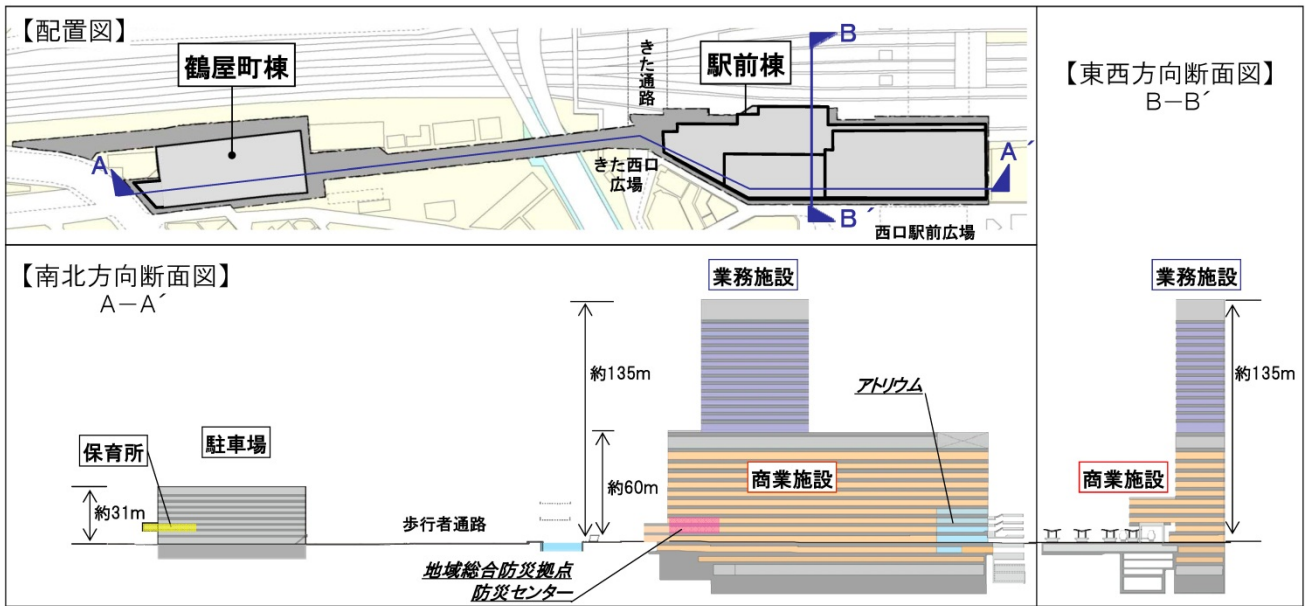 【配置図】
鶴屋町棟
きた通路
駅前棟
B
A
きた西口
広場
A´
B´
西口駅前広場
【東西方向断面図】
B－B´
【南北方向断面図】
A－A´
業務施設
約135m
アトリウム
保育所
駐車場
商業施設
約60m
約31m
歩行者通路
地域総合防災拠点
防災センター
業務施設
約135m
商業施設